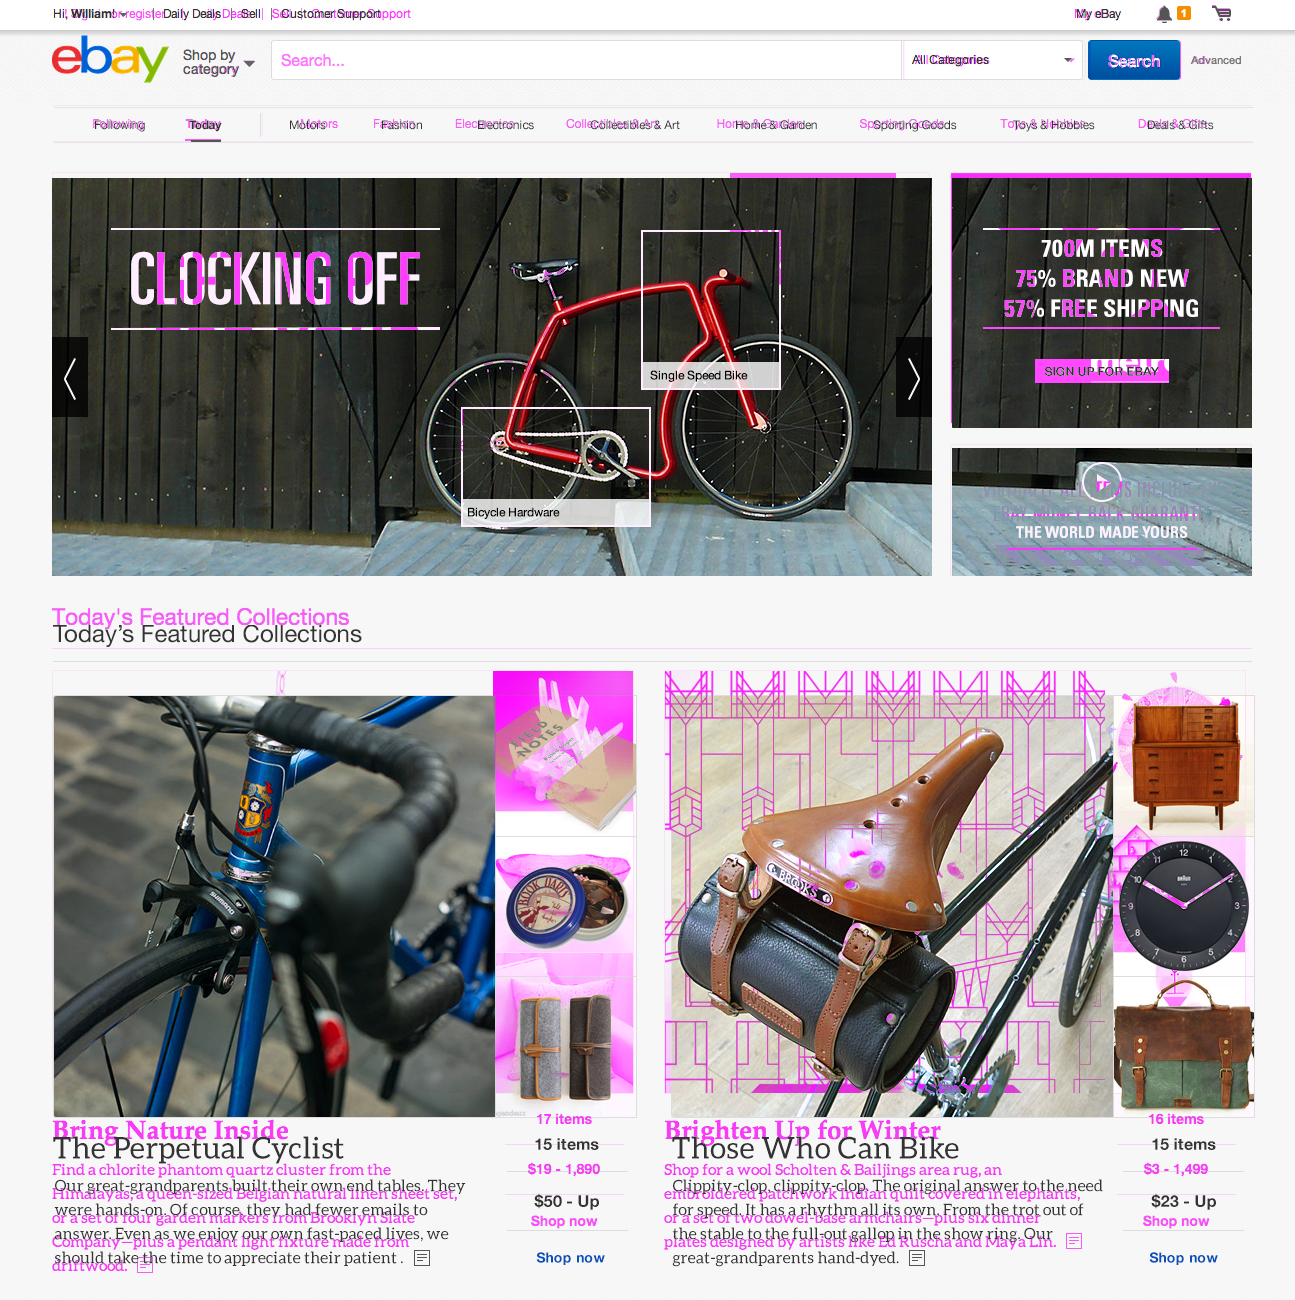 Hi, William!
Daily Deals
Sell
Customer Support
My eBay
1
ebay
Shop by
category
Search...
All Categories
Search
Advanced
Following
Today
Motors
Fashion
Electronics
Collectibles & Art
Home & Garden
Sporting Goods
Toys & Hobbies
Deals & Gifts
CLOCKING OFF
Single Speed Bike
Bicycle Hardware
700M ITEMS
75% BRAND NEW
57% FREE SHIPPING
SIGN UP FOR EBAY
THE WORLD MADE YOURS
Today's Featured Collections
Today’s Featured Collections
FIELD
NOTES
SHIMANO
BROOKS
BRAUN
Bring Nature Inside
The Perpetual Cyclist
Find a chlorite phantom quartz cluster from the
Our great-grandparents built their own end tables. They
Himalayas, a queen-sized Belgian natural linen sheet set,
were hands-on. Of course, they had fewer emails to
or a set of four garden markers from Brooklyn Slate
answer. Even as we enjoy our own fast-paced lives, we
Company—plus a pendant light fixture made from
should take the time to appreciate their patient .
driftwood.
17 items
15 items
$19 - 1,890
$50 - Up
Shop now
Shop now
Brighten Up for Winter
Those Who Can Bike
Shop for a wool Scholten & Bailjings area rug, an
Clippity-clop, clippity-clop. The original answer to the need
embroidered patchwork Indian quilt covered in elephants,
for speed. It has a rhythm all its own. From the trot out of
or a set of two dowel-base armchairs—plus six dinner
the stable to the full-out gallop in the show ring. Our
plates designed by artists like Ed Ruscha and Maya Lin.
great-grandparents hand-dyed.
16 items
15 items
$3 - 1,499
$23 - Up
Shop now
Shop now